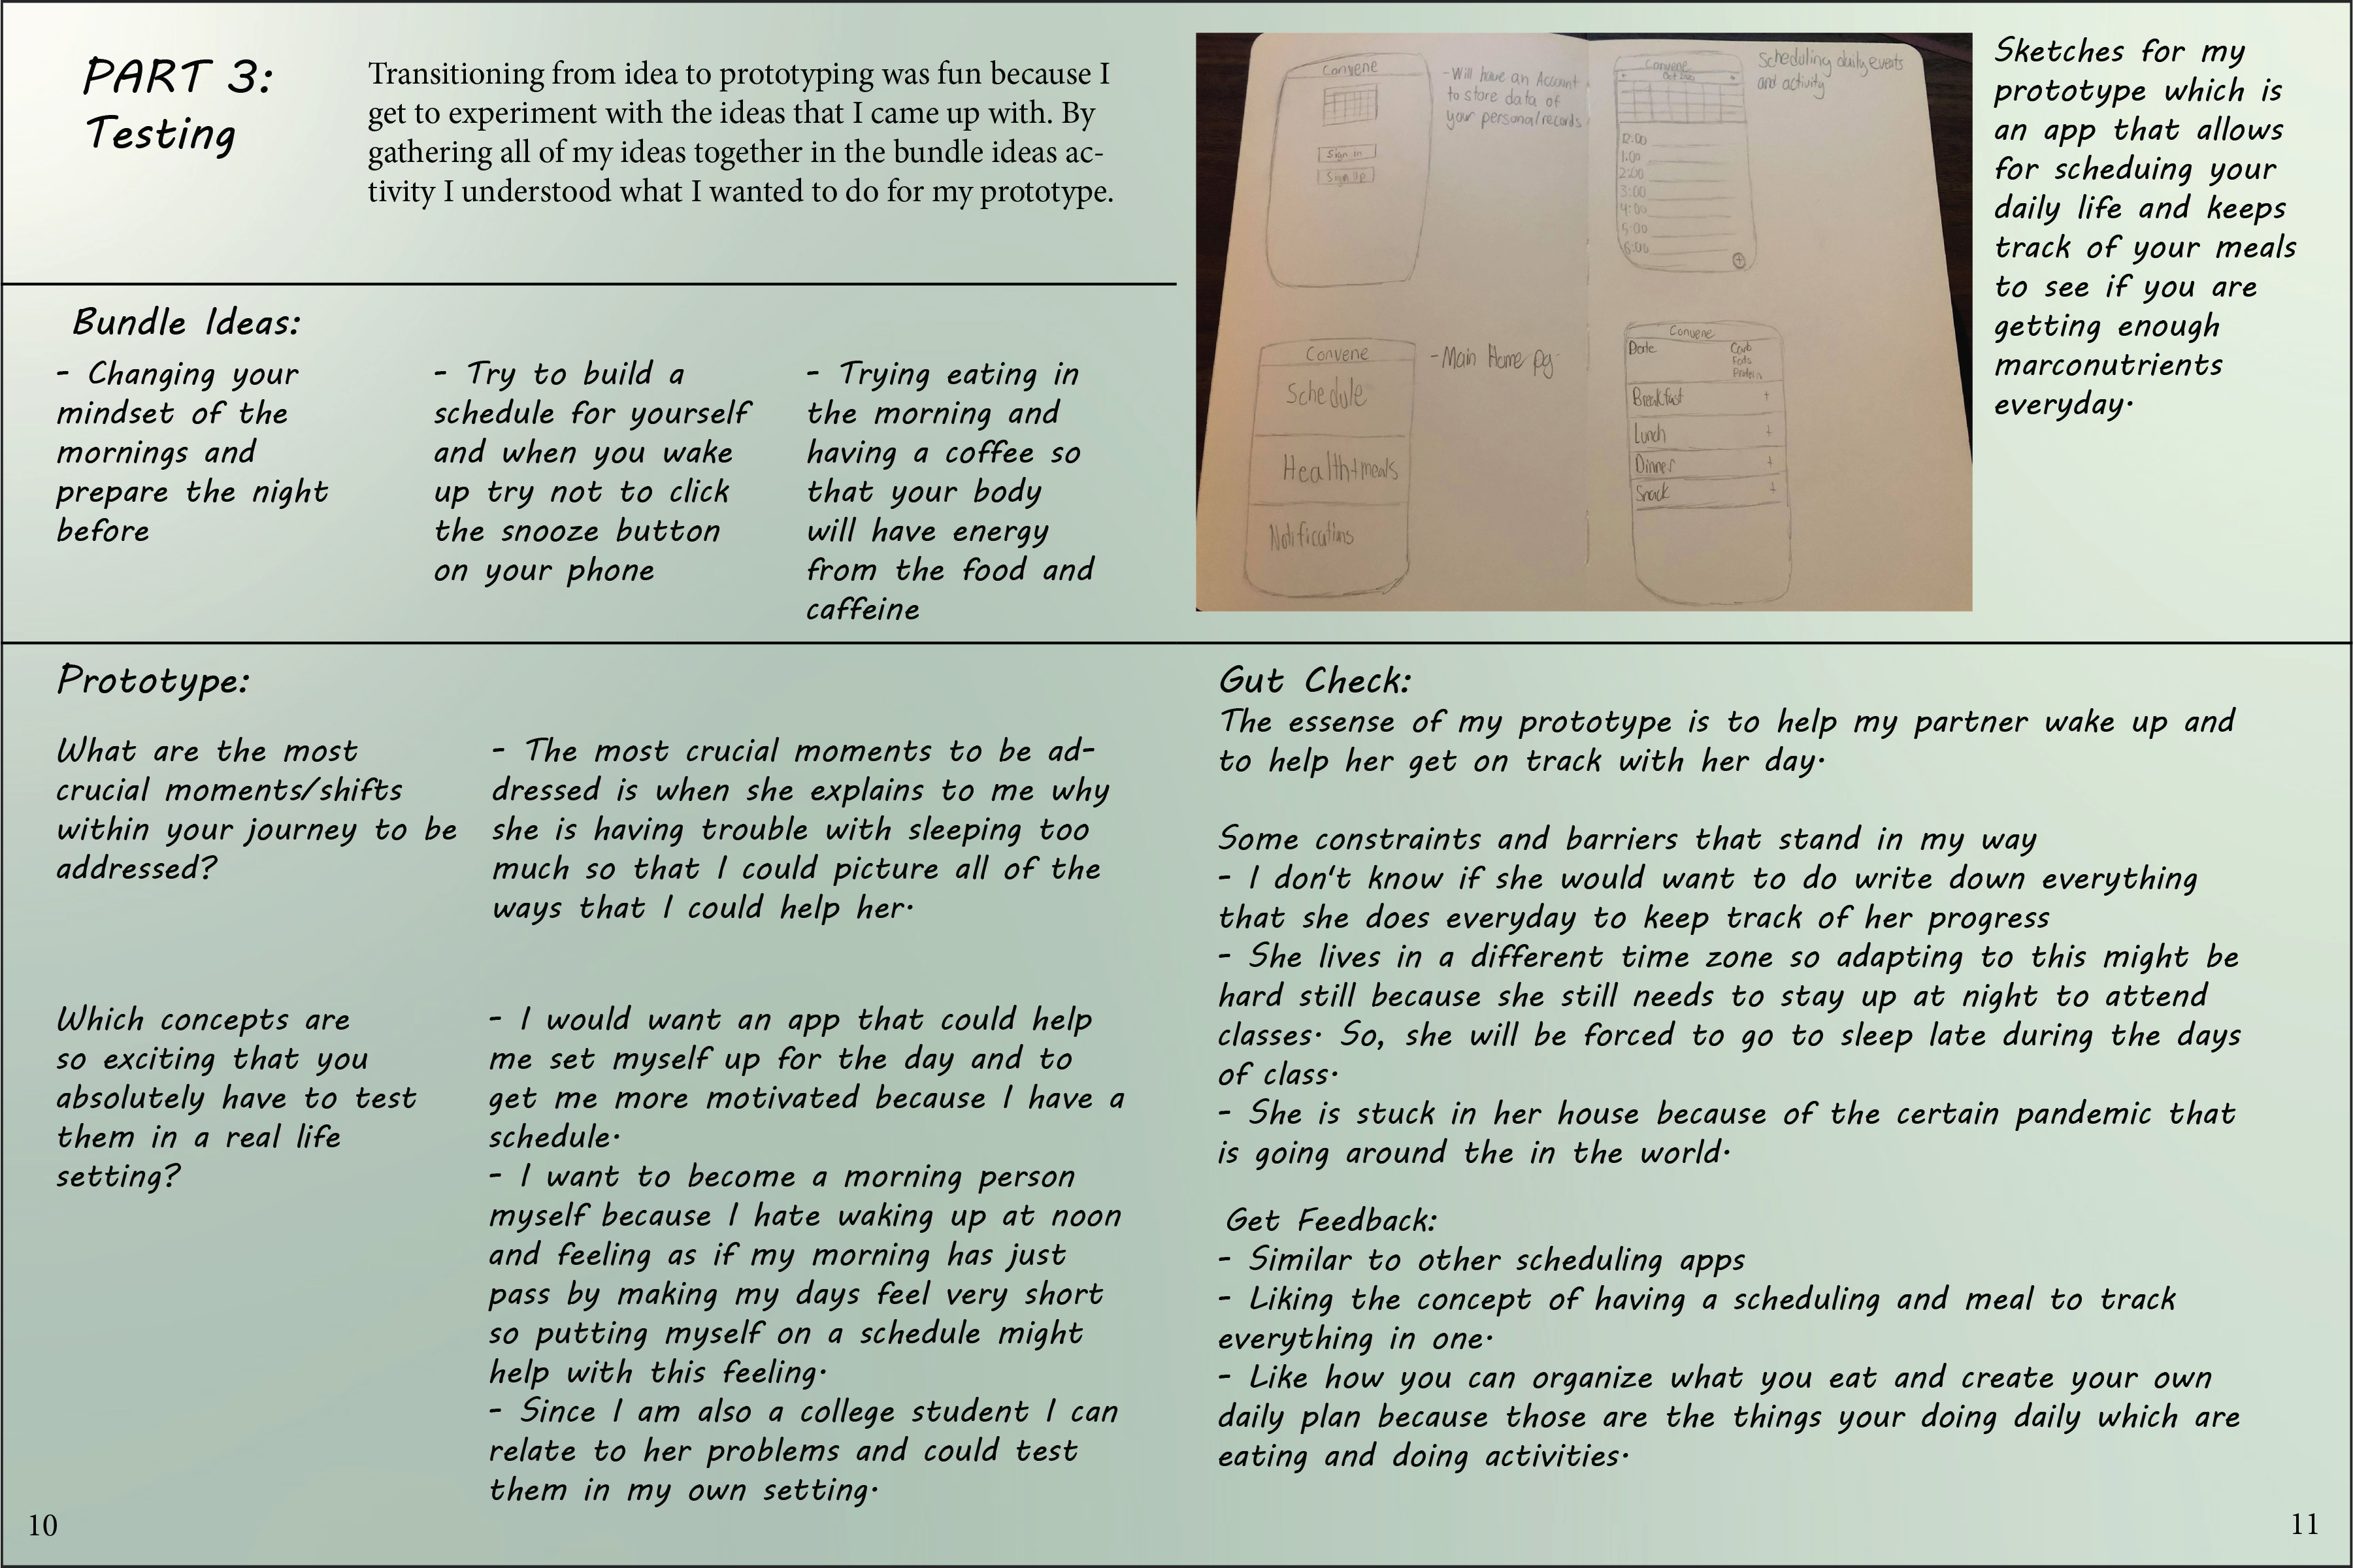 PART 3:
Testing
Transitioning from idea to prototyping was fun because I
get to experiment with the ideas that I came up with. By
gathering all of my ideas together in the bundle ideas ac-
tivity I understood what I wanted to do for my prototype.
Bundle Ideas:
- Changing your
mindset of the
mornings and
prepare the night
before
- Try to build a
schedule for yourself
and when you wake
up try not to click
the snooze button
on your phone
- Trying eating in
the morning and
having a coffee so
that your body
will have energy
from the food and
caffeine
Convene
Sign in
Sign Up
-Will have an Account
to store data of
your personal records
Convene
Oct
12:00
1:00
2:00
3:00
4:00
5:00
6:00
+
Scheduling daily events
and activity
Convene
Schedule
Health+meals
Notifications
-Main Home pg
Convene
Date
Carb
Fats
Protein
Breakfast +
Lunch +
Dinner +
Snack +
Sketches for my
prototype which is
an app that allows
for scheduing your
daily life and keeps
track of your meals
to see if you are
getting enough
marconutrients
everyday.
Prototype:
What are the most
crucial moments/shifts
within your journey to be
addressed?
- The most crucial moments to be ad-
dressed is when she explains to me why
she is having trouble with sleeping too
much so that I could picture all of the
ways that I could help her.
Which concepts are
so exciting that you
absolutely have to test
them in a real life
setting?
- I would want an app that could help
me set myself up for the day and to
get me more motivated because I have a
schedule.
- I want to become a morning person
myself because I hate waking up at noon
and feeling as if my morning has just
pass by making my days feel very short
so putting myself on a schedule might
help with this feeling.
- Since I am also a college student I can
relate to her problems and could test
them in my own setting.
10
Gut Check:
The essense of my prototype is to help my partner wake up and
to help her get on track with her day.
Some constraints and barriers that stand in my way
- I don't know if she would want to do write down everything
that she does everyday to keep track of her progress
- She lives in a different time zone so adapting to this might be
hard still because she still needs to stay up at night to attend
classes. So, she will be forced to go to sleep late during the days
of class.
- She is stuck in her house because of the certain pandemic that
is going around the in the world.
Get Feedback:
- Similar to other scheduling apps
- Liking the concept of having a scheduling and meal to track
everything in one.
- Like how you can organize what you eat and create your own
daily plan because those are the things your doing daily which are
eating and doing activities.
11